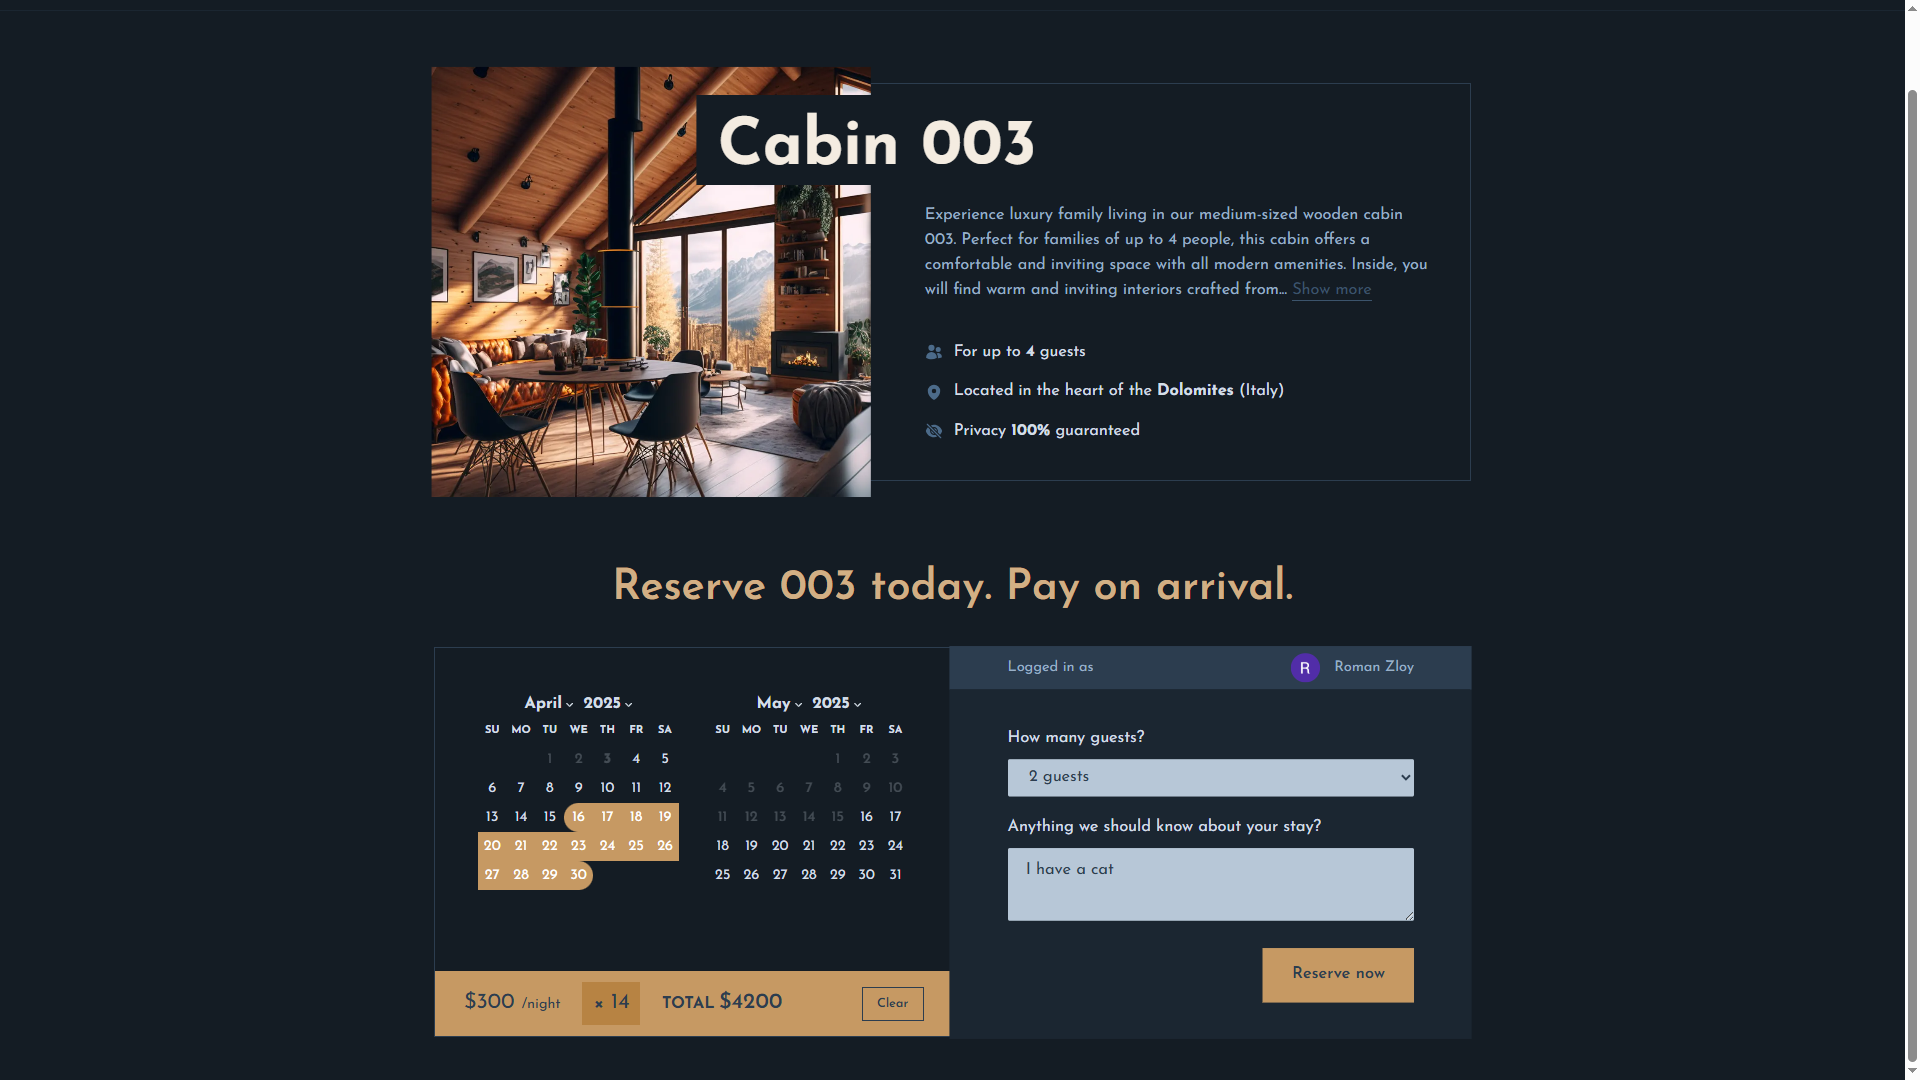 Cabin 003
Experience luxury family living in our medium-sized wooden cabin
003. Perfect for families of up to 4 people, this cabin offers a
comfortable and inviting space with all modern amenities. Inside, you
will find warm and inviting interiors crafted from... Show more
For up to 4 guests
Located in the heart of the Dolomites (Italy)
Privacy 100% guaranteed
Reserve 003 today. Pay on arrival.
April 2025
SU MO TU WE TH FR SA
1 2 3 4 5
6 7 8 9 10 11 12
13 14 15 16 17 18 19
20 21 22 23 24 25 26
27 28 29 30
May 2025
SU MO TU WE TH FR SA
1 2 3
4 5 6 7 8 9 10
11 12 13 14 15 16 17
18 19 20 21 22 23 24
25 26 27 28 29 30 31
$300 /night × 14 TOTAL $4200 Clear
Logged in as R Roman Zloy
How many guests?
2 guests
Anything we should know about your stay?
I have a cat
Reserve now